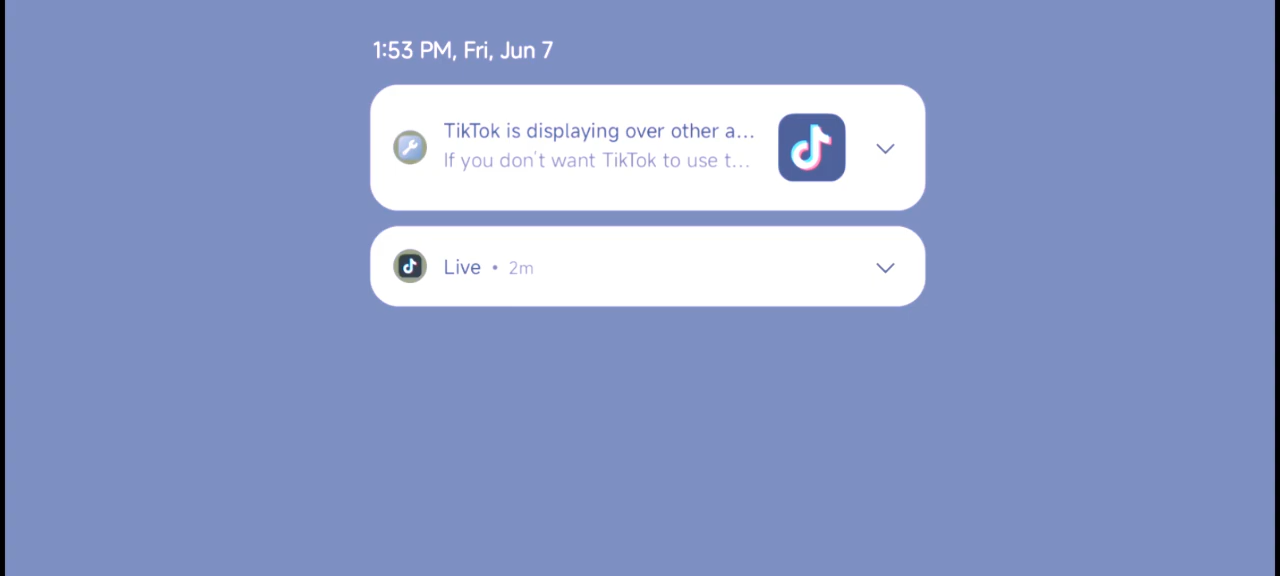 1:53 PM, Fri, Jun 7
TikTok is displaying over other a...
If you don't want TikTok to use t...
Live • 2m